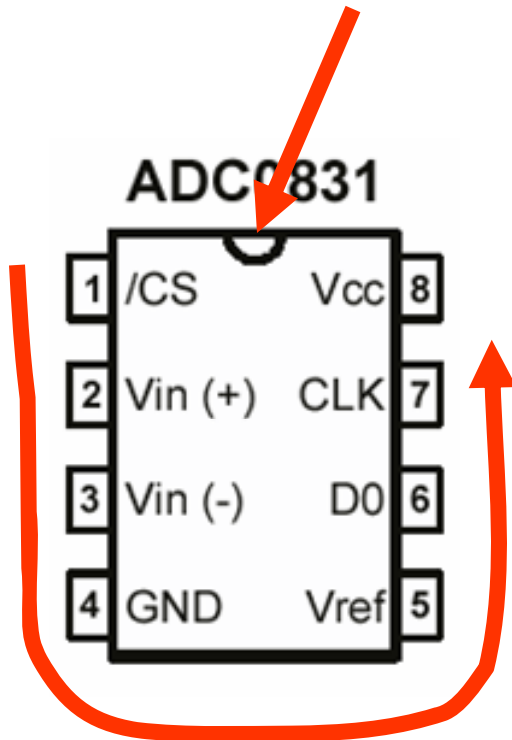 ADC0831
1 /CS Vcc 8
2 Vin (+) CLK 7
3 Vin (-) D0 6
4 GND Vref 5